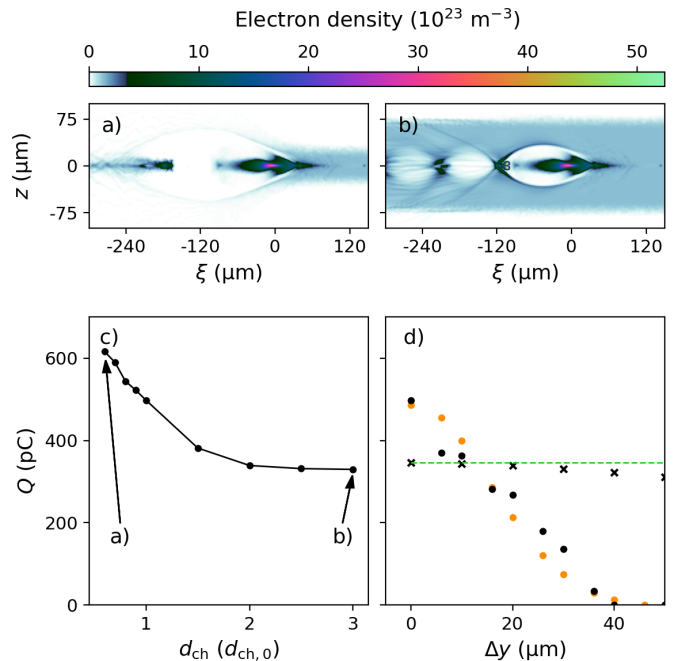 Electron density (10²³ m⁻³)
0 10 20 30 40 50
75
0
-75
z (μm)
a)
b)
-240 -120 0 120
-240 -120 0 120
ξ (μm)
ξ (μm)
600
400
200
0
Q (pC)
c)
a)
b)
d)
1 2 3
0 20 40
d_ch (d_ch, 0)
Δy (μm)